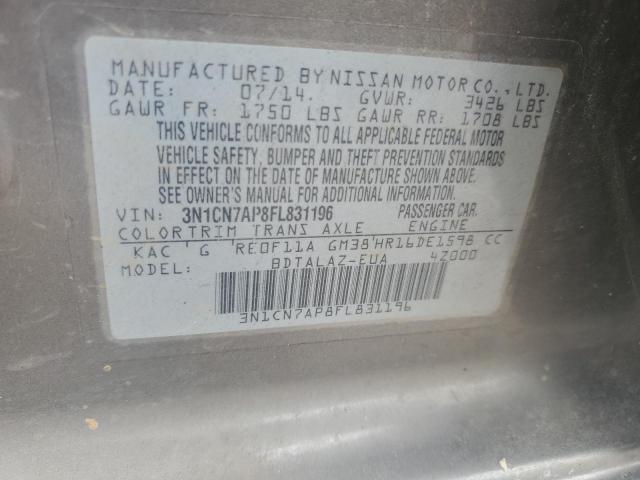 MANUFACTURED BY NISSAN MOTOR CO., LTD.
DATE: 07/14. GVWR: 3426 LBS
GAWR FR: 1750 LBS GAWR RR: 1708 LBS
THIS VEHICLE CONFORMS TO ALL APPLICABLE FEDERAL MOTOR
VEHICLE SAFETY, BUMPER AND THEFT PREVENTION STANDARDS
IN EFFECT ON THE DATE OF MANUFACTURE SHOWN ABOVE.
SEE OWNER'S MANUAL FOR ADDITIONAL INFORMATION.
VIN: 3N1CN7AP8FL831196 PASSENGER CAR.
COLOR TRIM TRANS AXLE ENGINE
KAC G RE0F11A GM38 HR16DE1598 CC
MODEL: BDTALAZ-EUA 4Z000
3N1CN7AP8FL831196